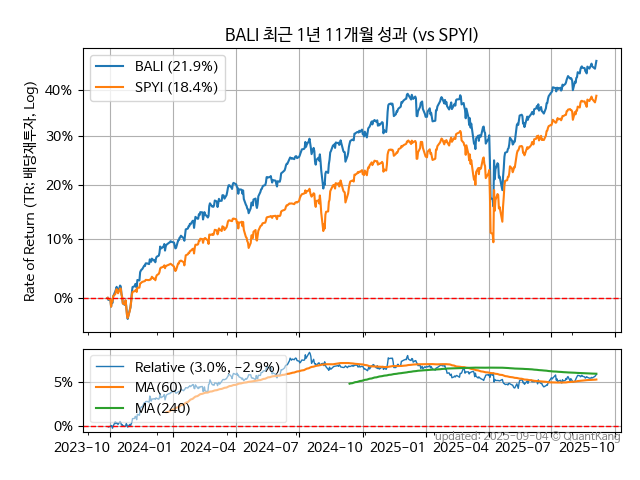 BALI 최근 1년 11개월 성과 (vs SPYI)
BALI (21.9%)
SPYI (18.4%)
Rate of Return (TR; 배당재투자, Log)
40%
30%
20%
10%
0%
Relative (3.0%, -2.9%)
MA(60)
MA(240)
5%
0%
2023-10 2024-01 2024-04 2024-07 2024-10 2025-01 2025-04 2025-07 2025-10
updated: 2025-09-04 © QuantKang